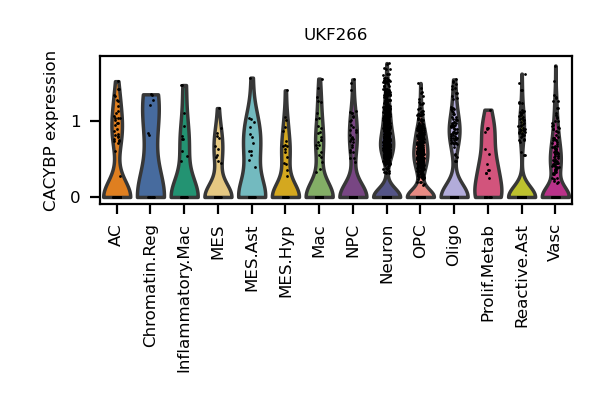 UKF266
CACYBP expression
1
0
AC
Chromatin.Reg
Inflammatory.Mac
MES
MES.Ast
MES.Hyp
Mac
NPC
Neuron
OPC
Oligo
Prolif.Metab
Reactive.Ast
Vasc